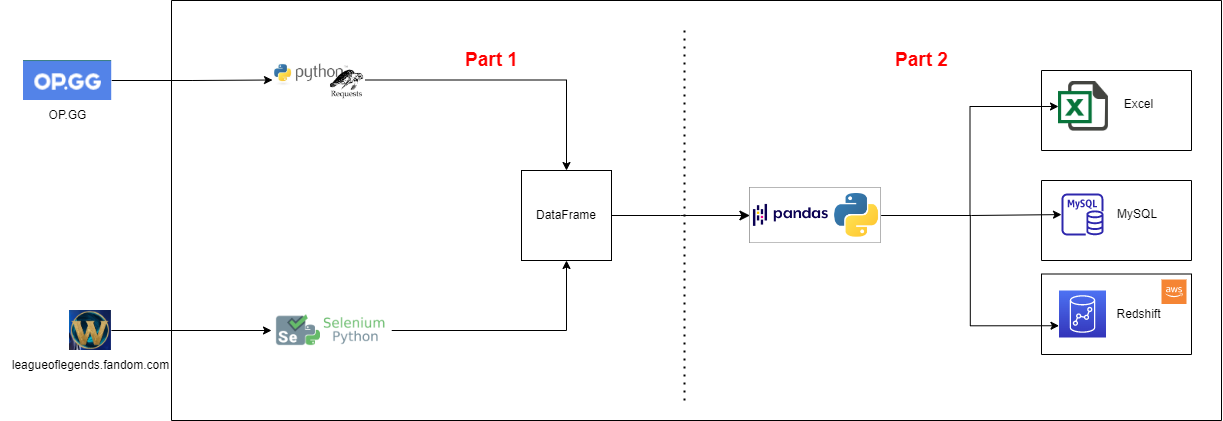 Part 1
Part 2
OP.GG
OP.GG
python
Requests
Excel
DataFrame
pandas
MySQL
MySQL
W
leagueoflegends.fandom.com
Se
Selenium
Python
aws
Redshift